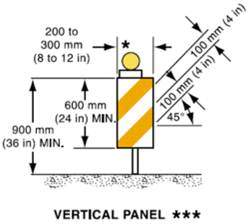 200 to
300 mm
(8 to 12 in)
*
100 mm (4 in)
100 mm (4 in)
45°
600 mm
(24 in) MIN.
900 mm
(36 in) MIN.
VERTICAL PANEL ***